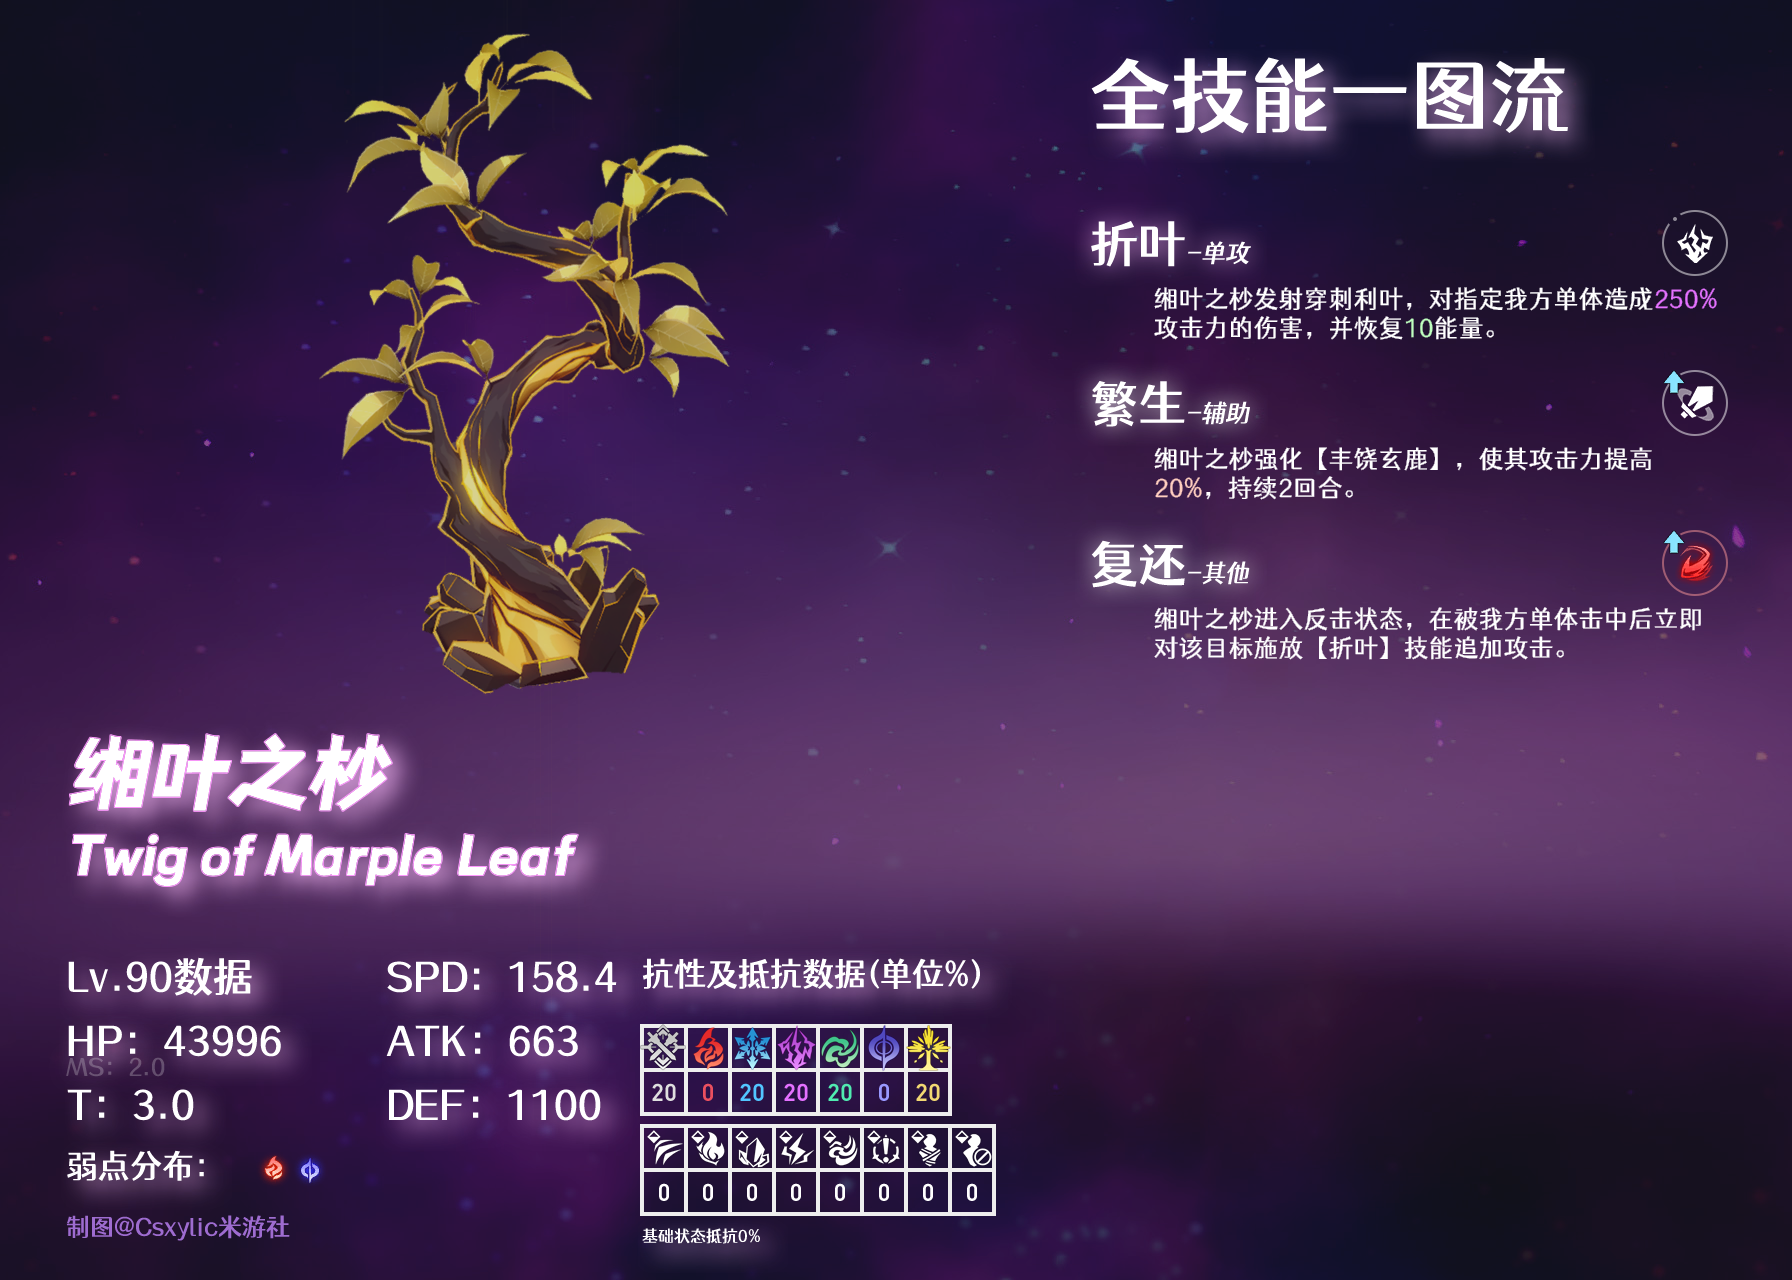 全技能一图流
折叶-单攻
缃叶之杪发射穿刺利叶，对指定我方单体造成250%
攻击力的伤害，并恢复10能量。
繁生-辅助
缃叶之杪强化【丰饶玄鹿】，使其攻击力提高
20%，持续2回合。
复还-其他
缃叶之杪进入反击状态，在被我方单体击中后立即
对该目标施放【折叶】技能追加攻击。
缃叶之杪
Twig of Marple Leaf
Lv.90数据
SPD: 158.4
HP: 43996
ATK: 663
MS: 2.0
T: 3.0
DEF: 1100
弱点分布:
制图@Csxylic米游社
抗性及抵抗数据(单位%)
20 0 20 20 20 0 20
0 0 0 0 0 0 0 0
基础状态抵抗0%